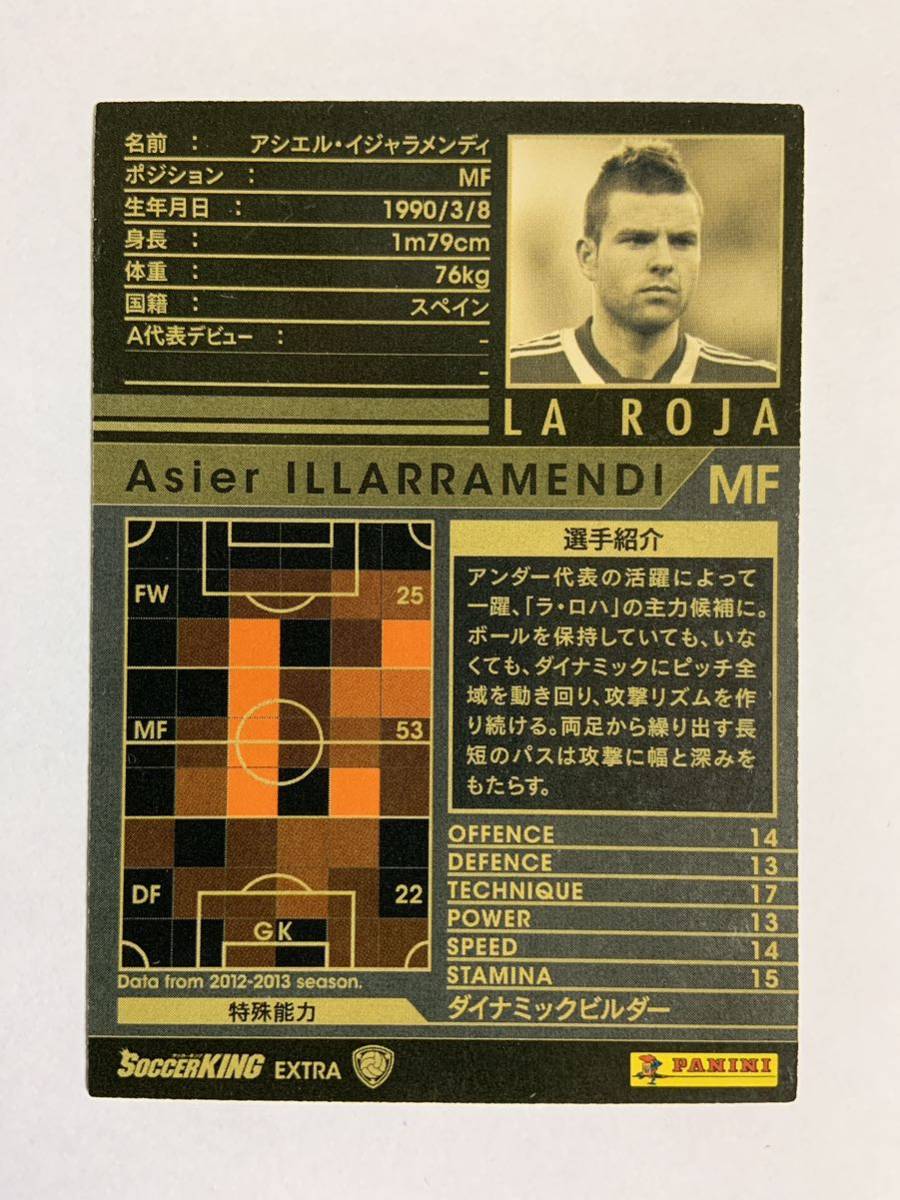 名前 : アシエル・イジャラメンディ
ポジション : MF
生年月日 : 1990/3/8
身長 : 1m79cm
体重 : 76kg
国籍 : スペイン
A代表デビュー : -
-
LA ROJA
Asier ILLARRAMENDI MF
FW 25
MF 53
DF 22
GK
Data from 2012-2013 season.
選手紹介
アンダー代表の活躍によって
一躍、「ラ・ロハ」の主力候補に。
ボールを保持していても、いな
くても、ダイナミックにピッチ全
域を動き回り、攻撃リズムを作
り続ける。両足から繰り出す長
短のパスは攻撃に幅と深みを
もたらす。
OFFENCE 14
DEFENCE 13
TECHNIQUE 17
POWER 13
SPEED 14
STAMINA 15
特殊能力 ダイナミックビルダー
SOCCERKING EXTRA
PANINI